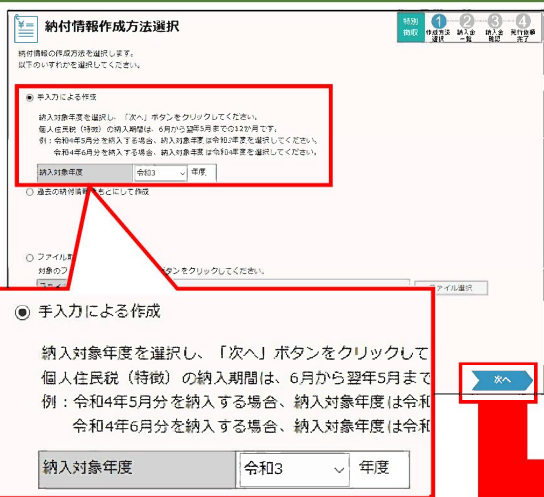 納付情報作成方法選択
特別
徴収
1 2 3 4
作成方法
選択
納入金
一覧
納入金
確認
発行依頼
完了
納付情報の作成方法を選択します。
以下のいずれかを選択してください。
手入力による作成
納入対象年度を選択し、「次へ」ボタンをクリックしてください。
個人住民税（特徴）の納入期間は、6月から翌年5月までの12か月です。
例：令和4年5月分を納入する場合、納入対象年度は令和3年度を選択してください。
令和4年6月分を納入する場合、納入対象年度は令和4年度を選択してください。
納入対象年度 令和3 年度
過去の納付情報をもとにして作成
ファイル
対象のフ
タンをクリックしてください。
ファイル選択
手入力による作成
納入対象年度を選択し、「次へ」ボタンをクリックして
個人住民税（特徴）の納入期間は、6月から翌年5月まで
例：令和4年5月分を納入する場合、納入対象年度は令和
令和4年6月分を納入する場合、納入対象年度は令和
納入対象年度 令和3 年度
次へ